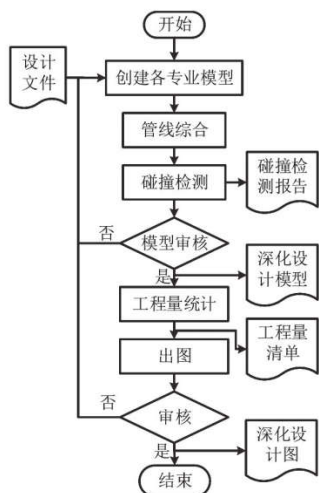 开始
设计
文件
创建各专业模型
管线综合
碰撞检测
碰撞检
测报告
否
模型审核
是
深化设
计模型
工程量统计
工程量
清单
出图
否
审核
是
深化设
计图
结束